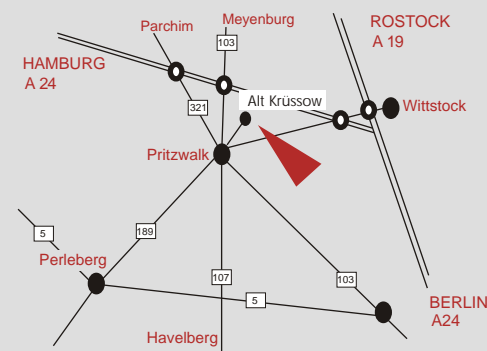 Parchim
Meyenburg
ROSTOCK
A 19
103
HAMBURG
A 24
321
Alt Krüssow
Wittstock
Pritzwalk
5
189
Perleberg
107
103
5
BERLIN
A24
Havelberg